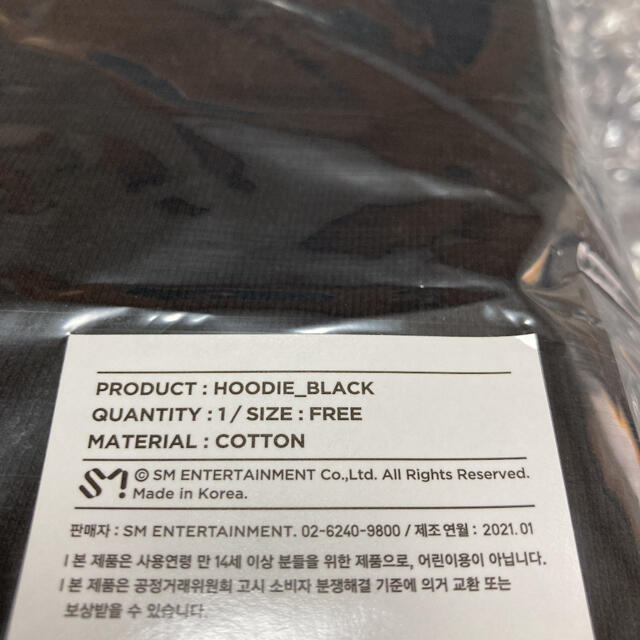 PRODUCT : HOODIE_BLACK
QUANTITY : 1 / SIZE : FREE
MATERIAL : COTTON
SM! © SM ENTERTAINMENT Co.,Ltd. All Rights Reserved.
Made in Korea.
판매자 : SM ENTERTAINMENT. 02-6240-9800 / 제조연월 : 2021. 01
l 본 제품은 사용연령 만 14세 이상 분들을 위한 제품으로, 어린이용이 아닙니다.
l 본 제품은 공정거래위원회 고시 소비자 분쟁해결 기준에 의거 교환 또는
보상받을 수 있습니다.